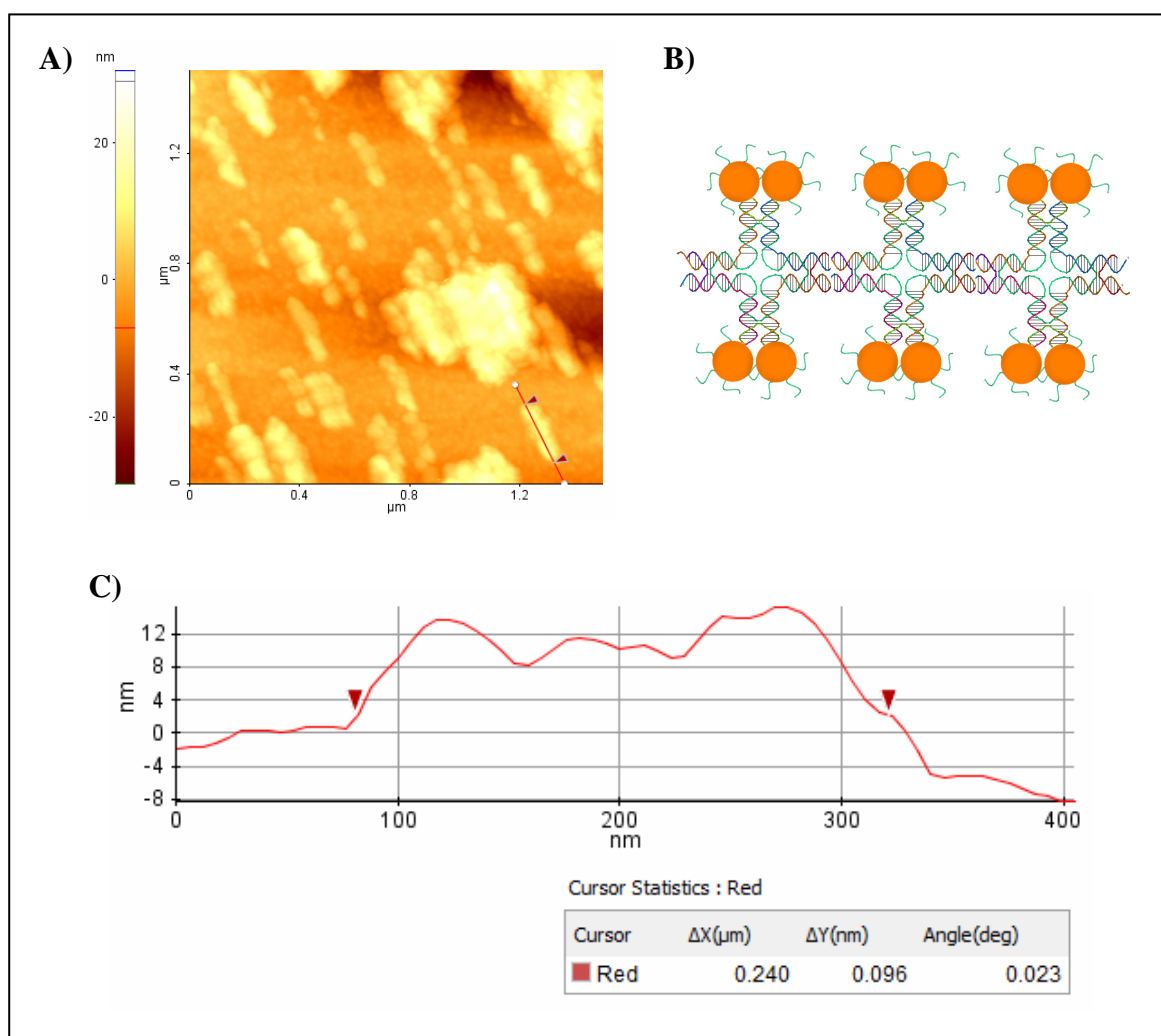 A)
B)
nm
20
0
-20
1.2
0.8
µm
0.4
0
0
0.4
0.8
1.2
µm
C)
12
8
4
0
-4
-8
nm
0
100
200
300
400
nm
Cursor Statistics : Red
Cursor ΔX(µm) ΔY(nm) Angle(deg)
Red 0.240 0.096 0.023